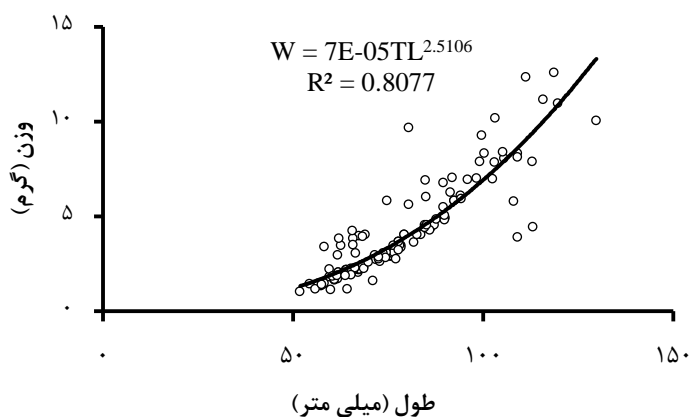 ۱۵
W = 7E-05TL^2.5106
R² = 0.8077
۱۰
وزن (گرم)
۵
۰
۰ ۵۰ ۱۰۰ ۱۵۰
طول (میلی متر)